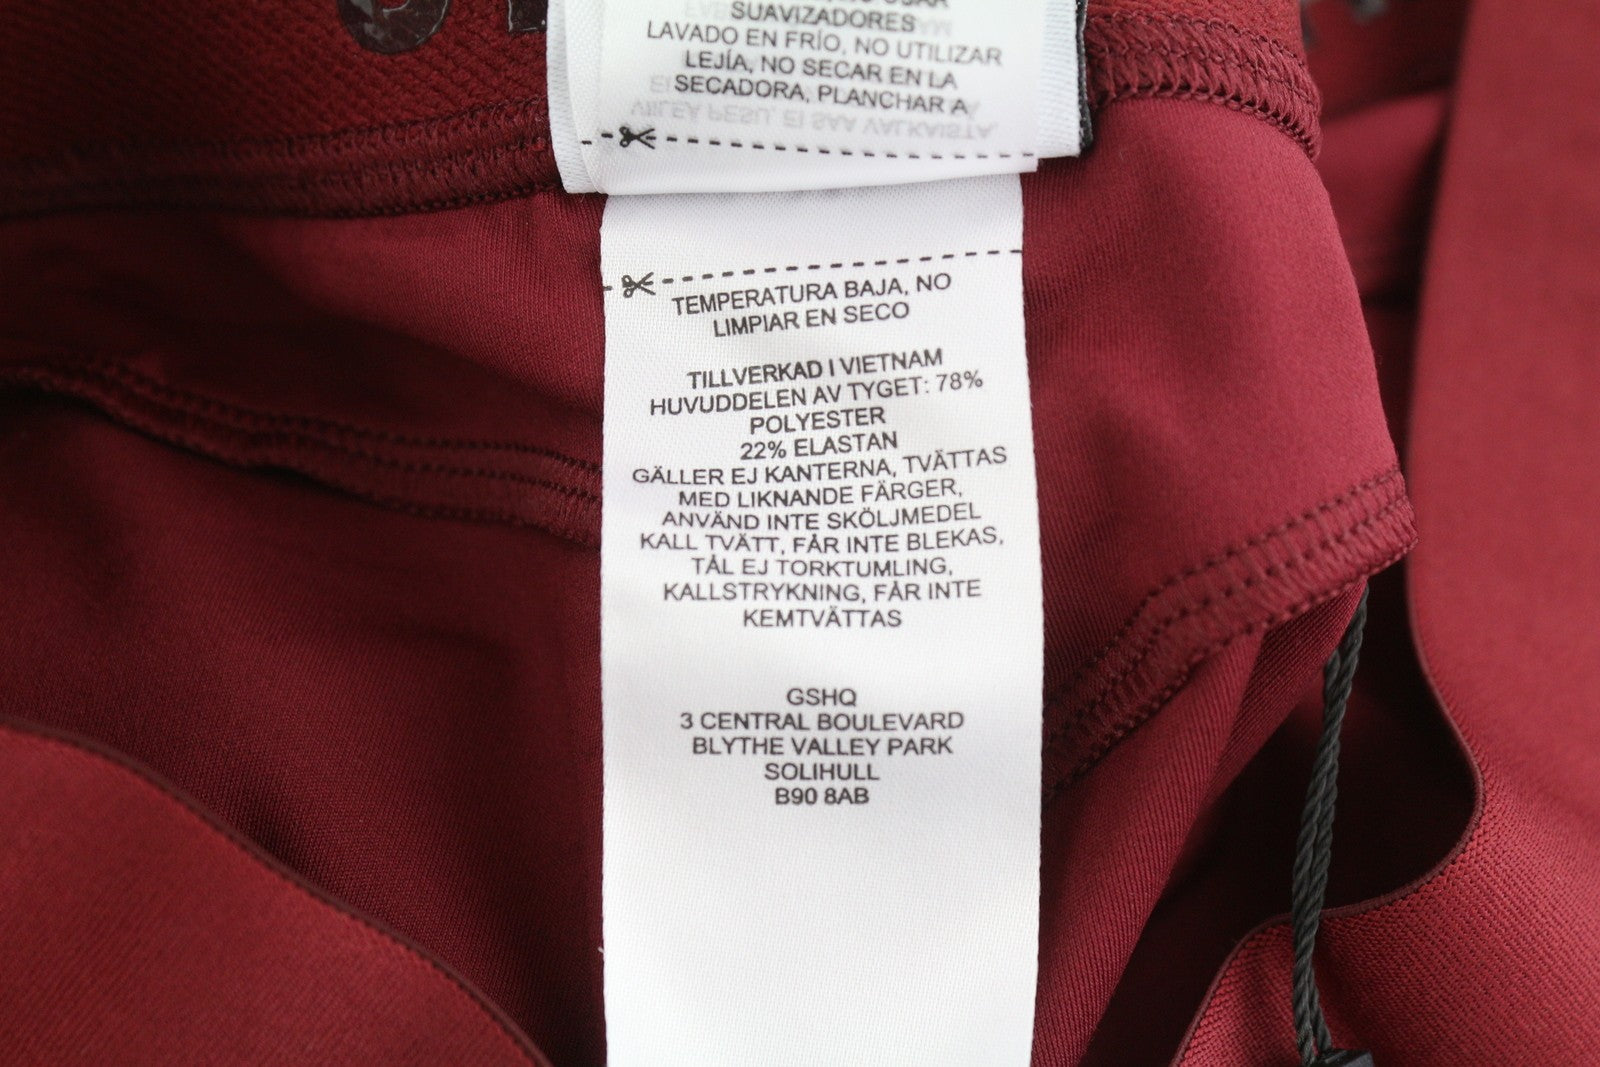 SUAVIZADORES
LAVADO EN FRÍO, NO UTILIZAR
LEJÍA, NO SECAR EN LA
SECADORA, PLANCHAR A
TEMPERATURA BAJA, NO
LIMPIAR EN SECO
TILLVERKAD I VIETNAM
HUVUDDELEN AV TYGET: 78%
POLYESTER
22% ELASTAN
GÄLLER EJ KANTERNA, TVÄTTAS
MED LIKNANDE FÄRGER,
ANVÄND INTE SKÖLJMEDEL
KALL TVÄTT, FÅR INTE BLEKAS,
TÅL EJ TORKTUMLING,
KALLSTRYKNING, FÅR INTE
KEMTVÄTTAS
GSHQ
3 CENTRAL BOULEVARD
BLYTHE VALLEY PARK
SOLIHULL
B90 8AB